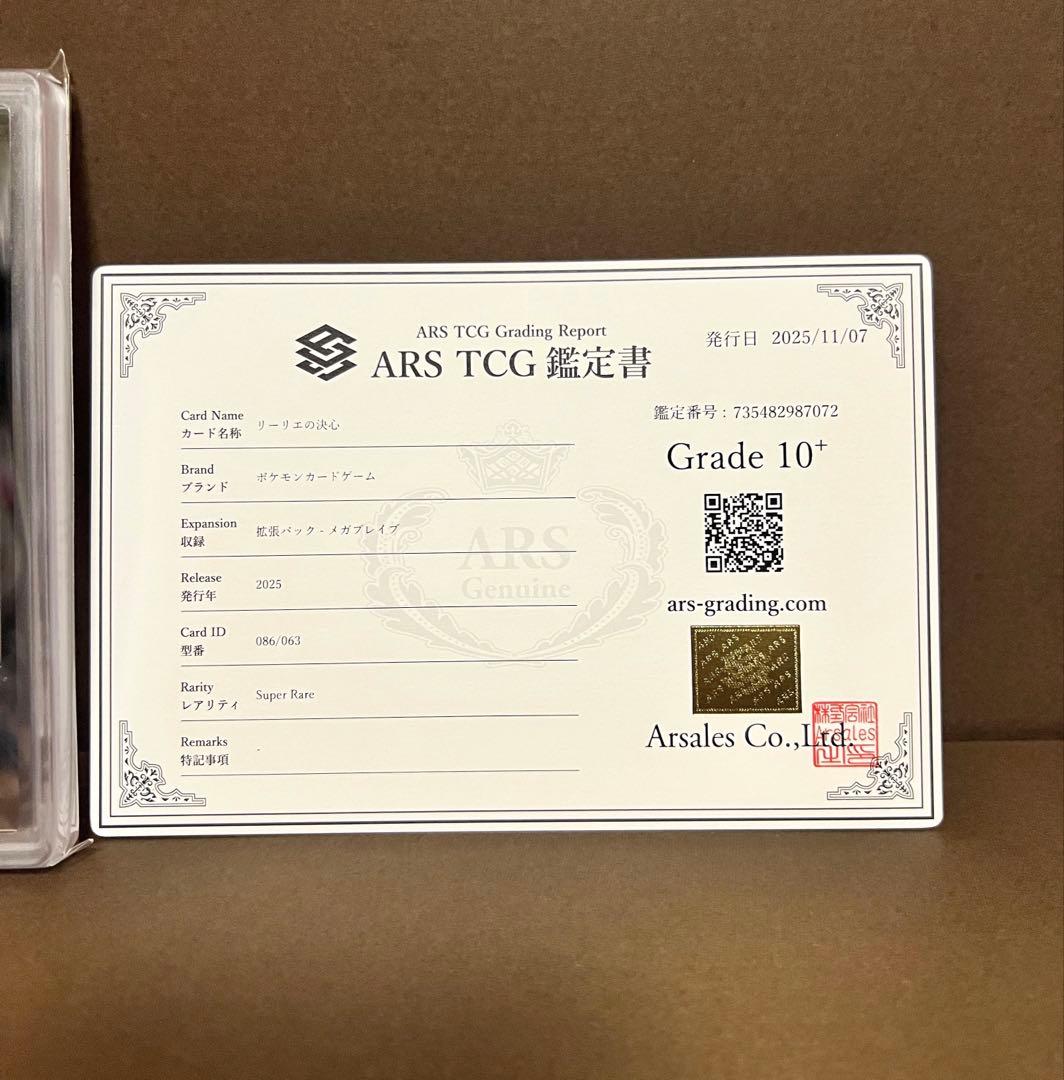 ARS TCG Grading Report
ARS TCG 鑑定書
発行日 2025/11/07
Card Name
カード名称
リーリエの決心
Brand
ブランド
ポケモンカードゲーム
Expansion
収録
拡張パック - メガブレイブ
Release
発行年
2025
Card ID
型番
086/063
Rarity
レアリティ
Super Rare
Remarks
特記事項
-
ARS
Genuine
鑑定番号 : 735482987072
Grade 10+
ars-grading.com
Arsales Co.,Ltd.
株式会社
Arsales